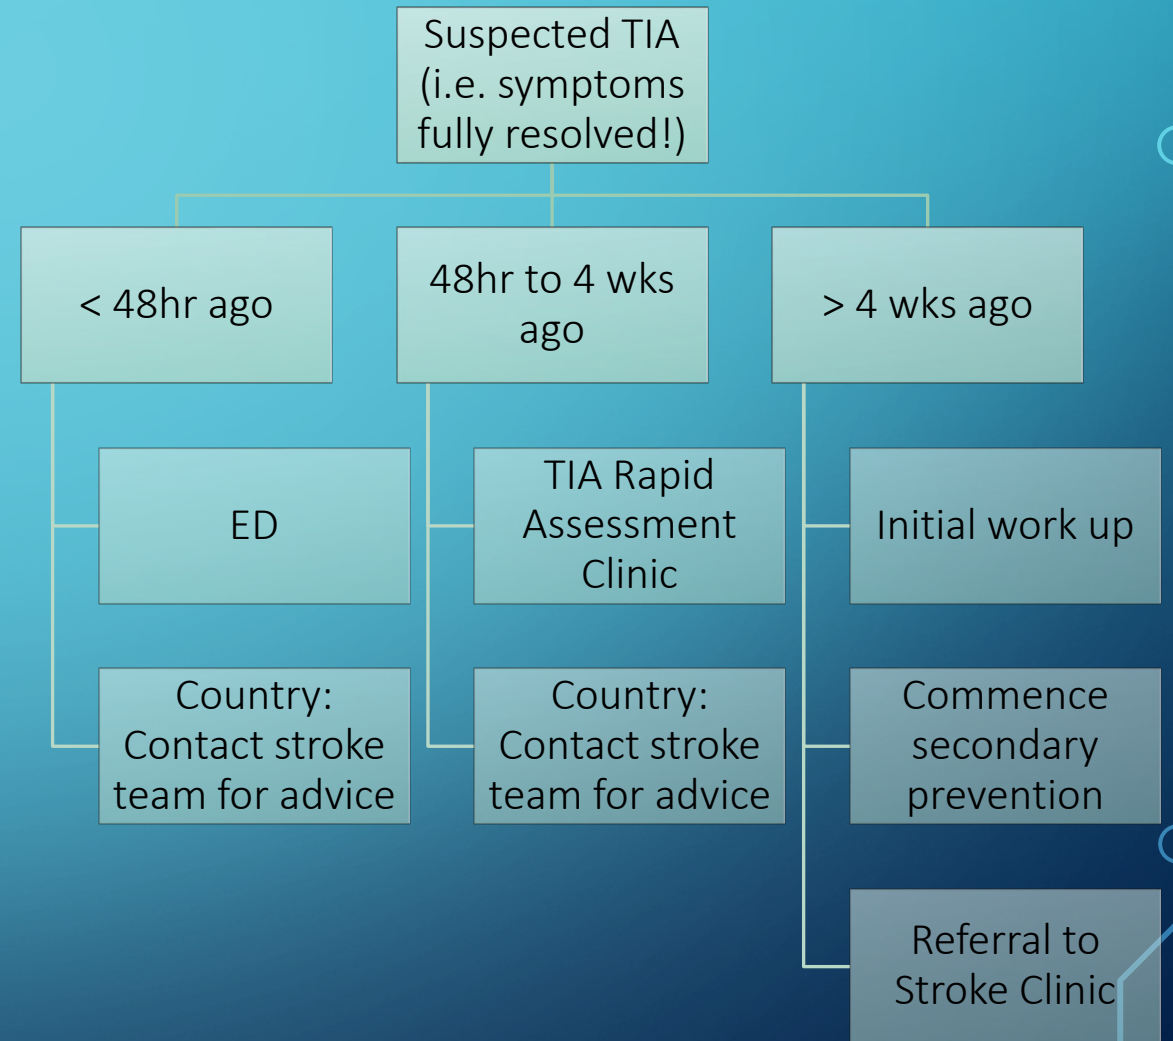 Suspected TIA
(i.e. symptoms
fully resolved!)
< 48hr ago
48hr to 4 wks
ago
> 4 wks ago
ED
TIA Rapid
Assessment
Clinic
Initial work up
Country:
Contact stroke
team for advice
Country:
Contact stroke
team for advice
Commence
secondary
prevention
Referral to
Stroke Clinic